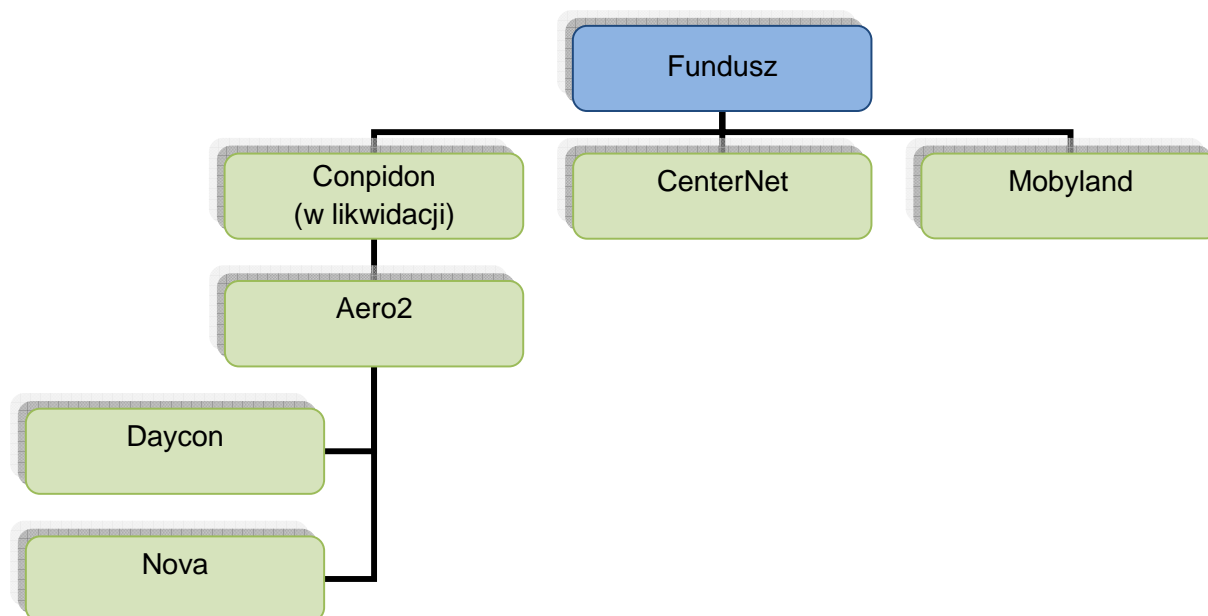 Fundusz
Conpidon
(w likwidacji)
CenterNet
Mobyland
Aero2
Daycon
Nova